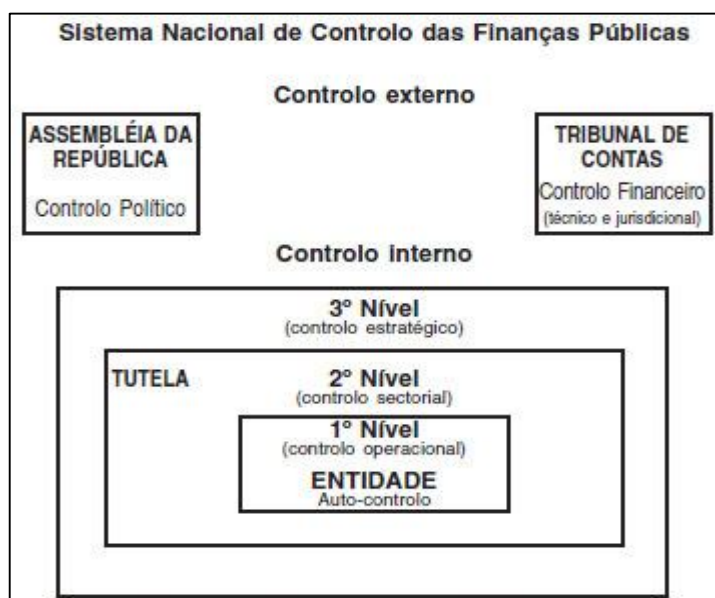 Sistema Nacional de Controlo das Finanças Públicas
Controlo externo
ASSEMBLÉIA DA
REPÚBLICA
Controlo Político
TRIBUNAL DE
CONTAS
Controlo Financeiro
(técnico e jurisdicional)
Controlo interno
3º Nível
(controlo estratégico)
TUTELA
2º Nível
(controlo sectorial)
1º Nível
(controlo operacional)
ENTIDADE
Auto-controlo